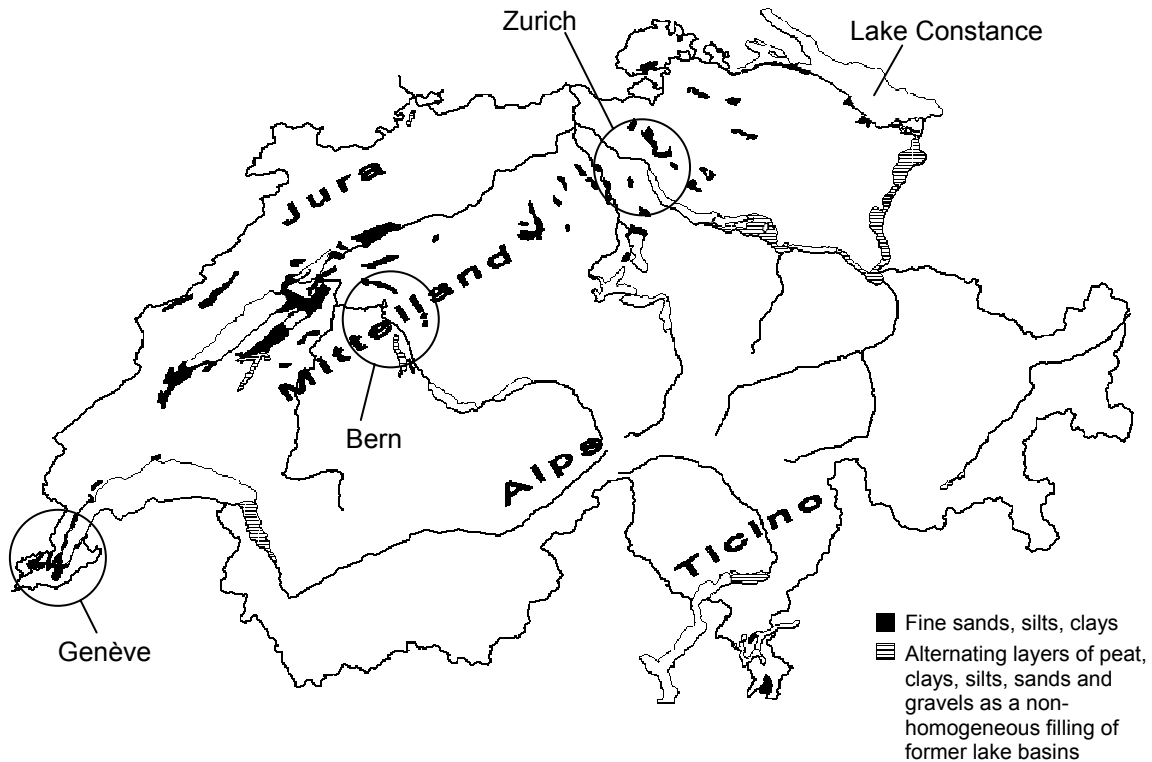 Zurich
Lake Constance
Jura
Mittelland
Bern
Alps
Ticino
Genève
Fine sands, silts, clays
Alternating layers of peat,
clays, silts, sands and
gravels as a non-
homogeneous filling of
former lake basins